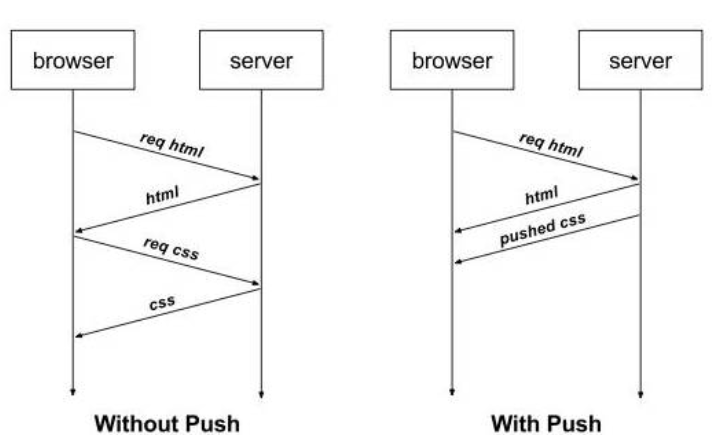 browser
server
req html
html
req css
css
Without Push
browser
server
req html
html
pushed css
With Push